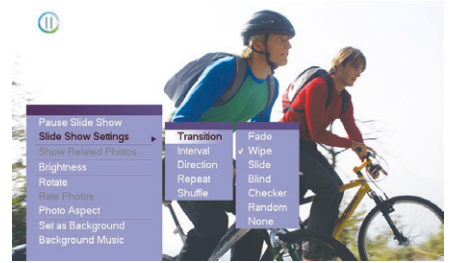 Pause Slide Show
Slide Show Settings
Show Related Photos
Brightness
Rotate
Rate Photos
Photo Aspect
Set as Background
Background Music
Transition
Interval
Direction
Repeat
Shuffle
Fade
Wipe
Slide
Blind
Checker
Random
None